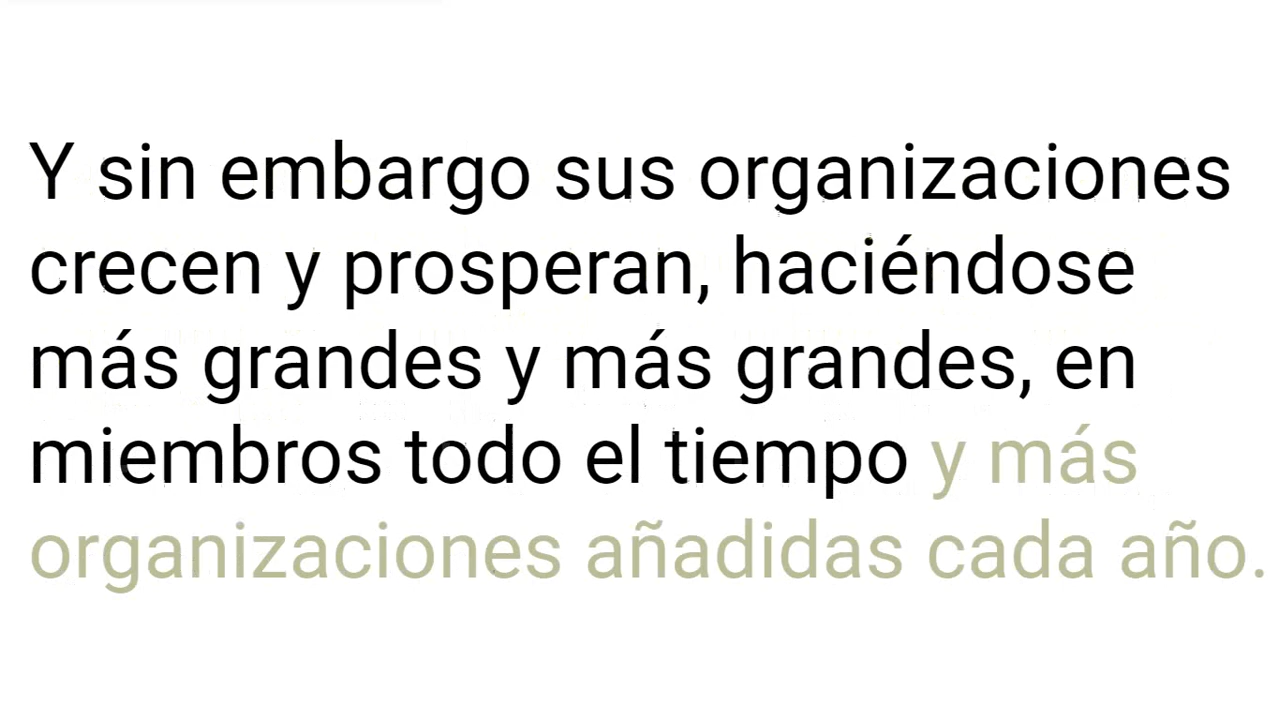 Y sin embargo sus organizaciones
crecen y prosperan, haciéndose
más grandes y más grandes, en
miembros todo el tiempo y más
organizaciones añadidas cada año.